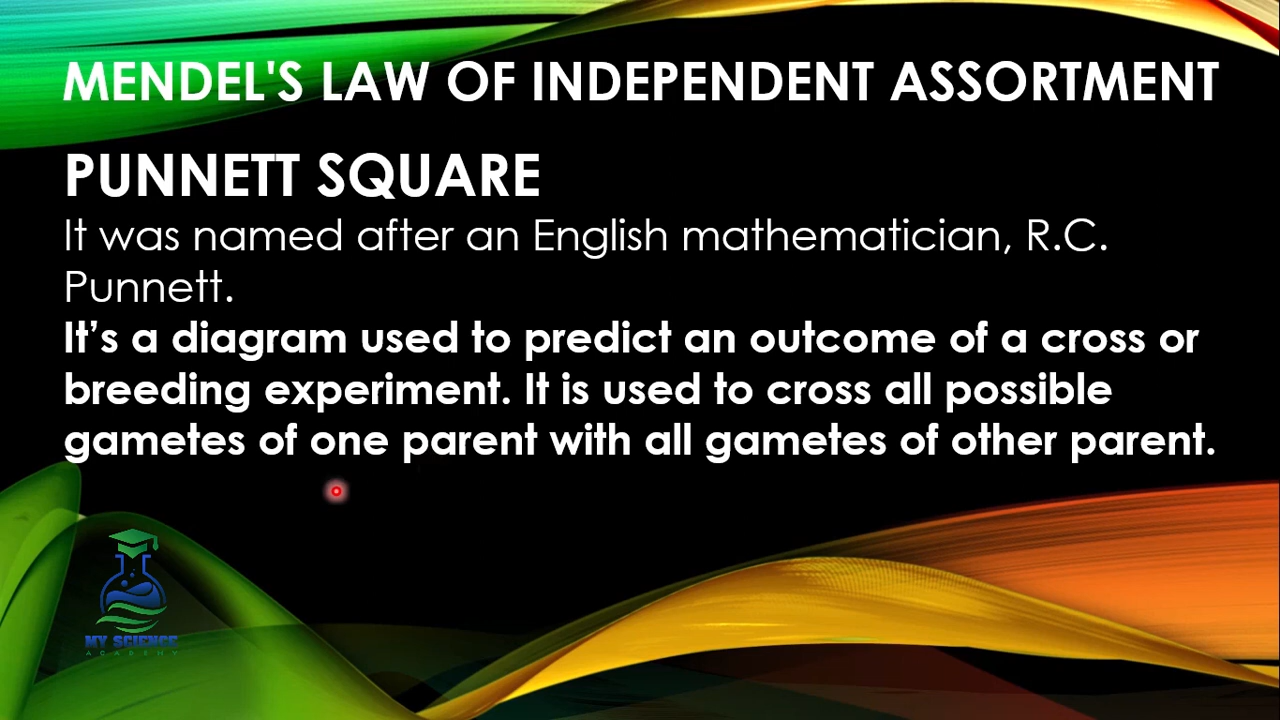 MENDEL'S LAW OF INDEPENDENT ASSORTMENT
PUNNETT SQUARE
It was named after an English mathematician, R.C.
Punnett.
It’s a diagram used to predict an outcome of a cross or
breeding experiment. It is used to cross all possible
gametes of one parent with all gametes of other parent.
MY SCIENCE
ACADEMY